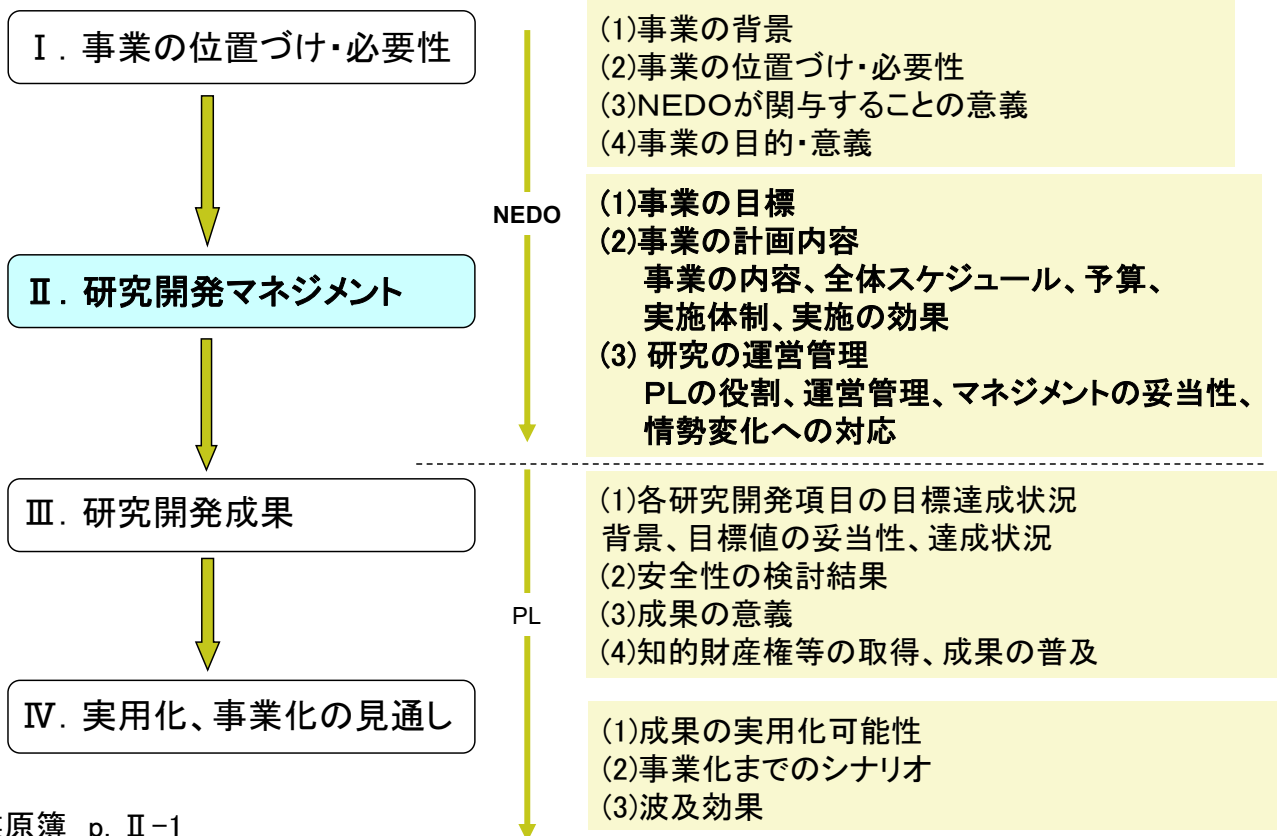 Ⅰ. 事業の位置づけ・必要性
(1)事業の背景
(2)事業の位置づけ・必要性
(3)NEDOが関与することの意義
(4)事業の目的・意義
NEDO
Ⅱ. 研究開発マネジメント
(1)事業の目標
(2)事業の計画内容
事業の内容、全体スケジュール、予算、
実施体制、実施の効果
(3) 研究の運営管理
PLの役割、運営管理、マネジメントの妥当性、
情勢変化への対応
Ⅲ. 研究開発成果
(1)各研究開発項目の目標達成状況
背景、目標値の妥当性、達成状況
(2)安全性の検討結果
(3)成果の意義
(4)知的財産権等の取得、成果の普及
PL
Ⅳ. 実用化、事業化の見通し
(1)成果の実用化可能性
(2)事業化までのシナリオ
(3)波及効果
原簿 p. Ⅱ-1